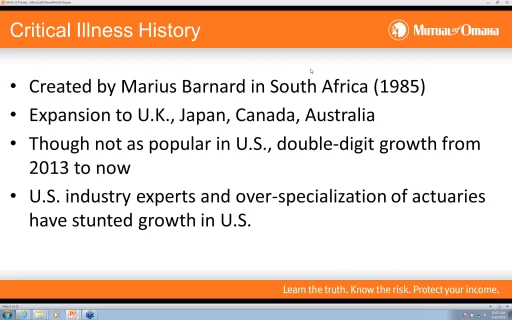 Critical Illness History
MUTUAL of OMAHA
• Created by Marius Barnard in South Africa (1985)
• Expansion to U.K., Japan, Canada, Australia
• Though not as popular in U.S., double-digit growth from
2013 to now
• U.S. industry experts and over-specialization of actuaries
have stunted growth in U.S.
Learn the truth. Know the risk. Protect your income.